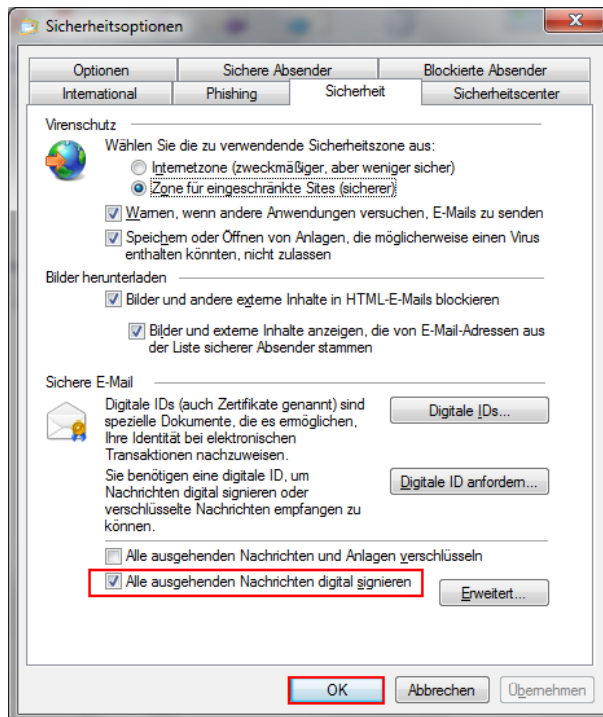 Sicherheitsoptionen
Optionen
Sichere Absender
Blockierte Absender
International
Phishing
Sicherheit
Sicherheitscenter
Virenschutz
Wählen Sie die zu verwendende Sicherheitszone aus:
Internetzone (zweckmäßiger, aber weniger sicher)
Zone für eingeschränkte Sites (sicherer)
Warnen, wenn andere Anwendungen versuchen, E-Mails zu senden
Speichern oder Öffnen von Anlagen, die möglicherweise einen Virus
enthalten könnten, nicht zulassen
Bilder herunterladen
Bilder und andere externe Inhalte in HTML-E-Mails blockieren
Bilder und externe Inhalte anzeigen, die von E-Mail-Adressen aus
der Liste sicherer Absender stammen
Sichere E-Mail
Digitale IDs (auch Zertifikate genannt) sind
spezielle Dokumente, die es ermöglichen,
Ihre Identität bei elektronischen
Transaktionen nachzuweisen.
Digitale IDs...
Sie benötigen eine digitale ID, um
Nachrichten digital signieren oder
verschlüsselte Nachrichten empfangen zu
können.
Digitale ID anfordern...
Alle ausgehenden Nachrichten und Anlagen verschlüsseln
Alle ausgehenden Nachrichten digital signieren
Erweitert...
OK
Abbrechen
Übernehmen